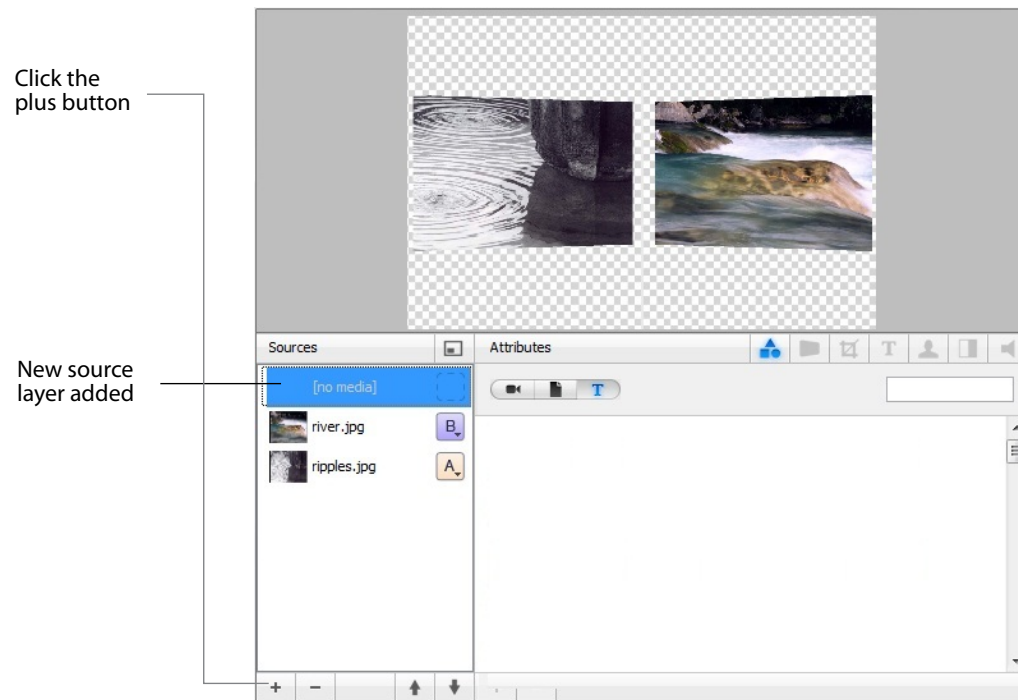 Click the
plus button
New source
layer added
Sources
Attributes
T
[no media]
T
river.jpg
B
ripples.jpg
A